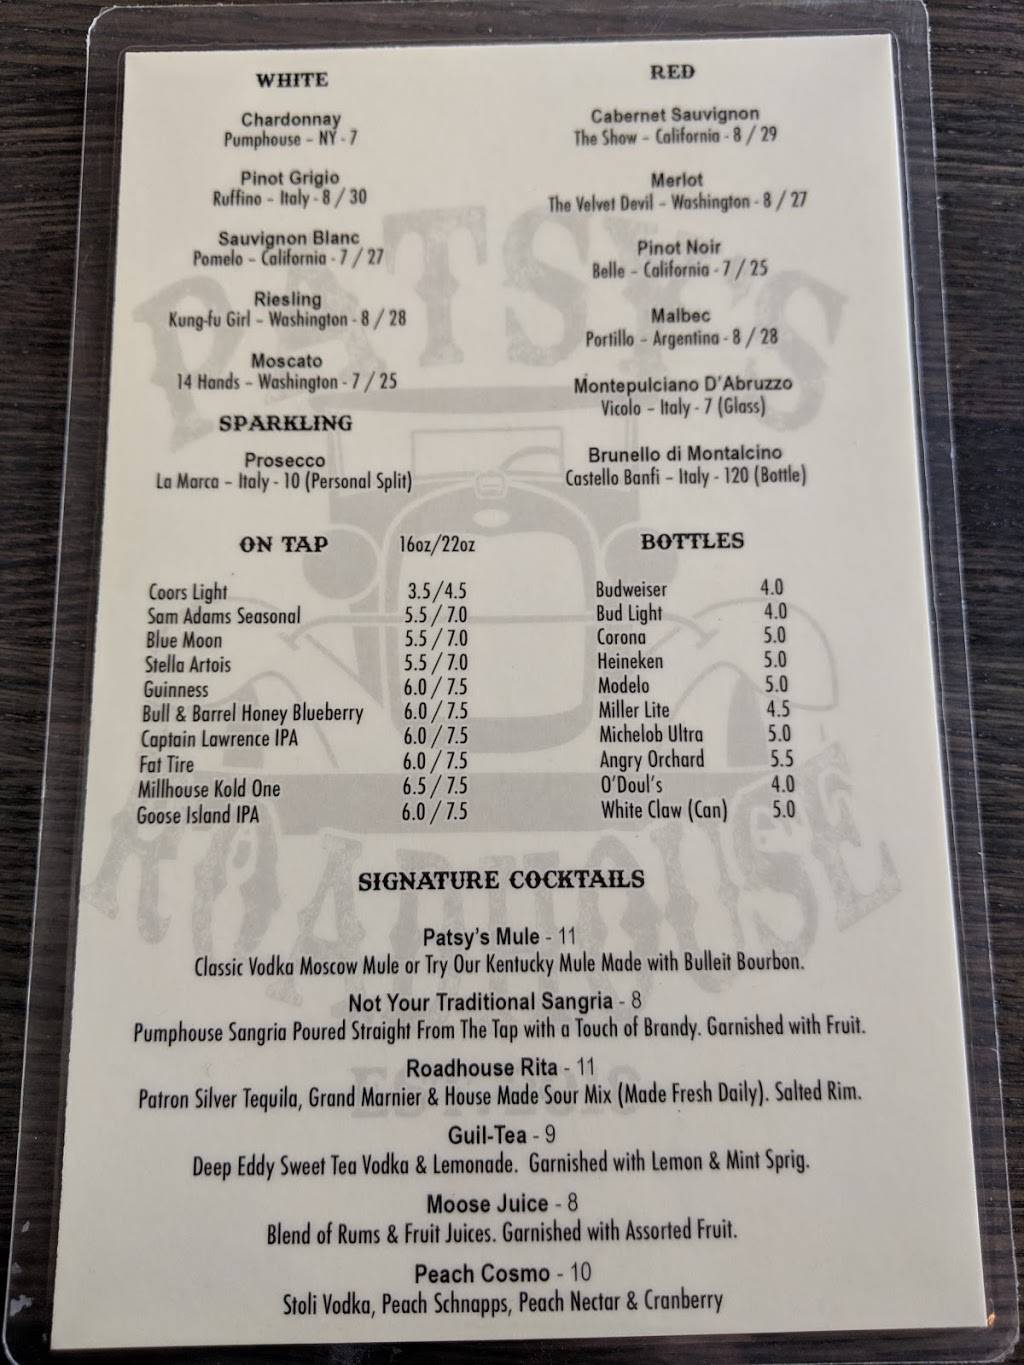 WHITE
Chardonnay
Pumphouse – NY - 7
Pinot Grigio
Ruffino – Italy - 8 / 30
Sauvignon Blanc
Pomelo – California - 7 / 27
Riesling
Kung-fu Girl – Washington - 8 / 28
Moscato
14 Hands – Washington - 7 / 25
SPARKLING
Prosecco
La Marca – Italy - 10 (Personal Split)
RED
Cabernet Sauvignon
The Show – California - 8 / 29
Merlot
The Velvet Devil – Washington - 8 / 27
Pinot Noir
Belle – California - 7 / 25
Malbec
Portillo – Argentina - 8 / 28
Montepulciano D'Abruzzo
Vicolo – Italy - 7 (Glass)
Brunello di Montalcino
Castello Banfi – Italy - 120 (Bottle)
ON TAP 16oz/22oz
Coors Light 3.5/4.5
Sam Adams Seasonal 5.5 / 7.0
Blue Moon 5.5 / 7.0
Stella Artois 5.5 / 7.0
Guinness 6.0 / 7.5
Bull & Barrel Honey Blueberry 6.0 / 7.5
Captain Lawrence IPA 6.0 / 7.5
Fat Tire 6.0 / 7.5
Millhouse Kold One 6.5 / 7.5
Goose Island IPA 6.0 / 7.5
BOTTLES
Budweiser 4.0
Bud Light 4.0
Corona 5.0
Heineken 5.0
Modelo 5.0
Miller Lite 4.5
Michelob Ultra 5.0
Angry Orchard 5.5
O'Doul's 4.0
White Claw (Can) 5.0
SIGNATURE COCKTAILS
Patsy's Mule - 11
Classic Vodka Moscow Mule or Try Our Kentucky Mule Made with Bulleit Bourbon.
Not Your Traditional Sangria - 8
Pumphouse Sangria Poured Straight From The Tap with a Touch of Brandy. Garnished with Fruit.
Roadhouse Rita - 11
Patron Silver Tequila, Grand Marnier & House Made Sour Mix (Made Fresh Daily). Salted Rim.
Guil-Tea - 9
Deep Eddy Sweet Tea Vodka & Lemonade. Garnished with Lemon & Mint Sprig.
Moose Juice - 8
Blend of Rums & Fruit Juices. Garnished with Assorted Fruit.
Peach Cosmo - 10
Stoli Vodka, Peach Schnapps, Peach Nectar & Cranberry
PATSY'S
ROADHOUSE